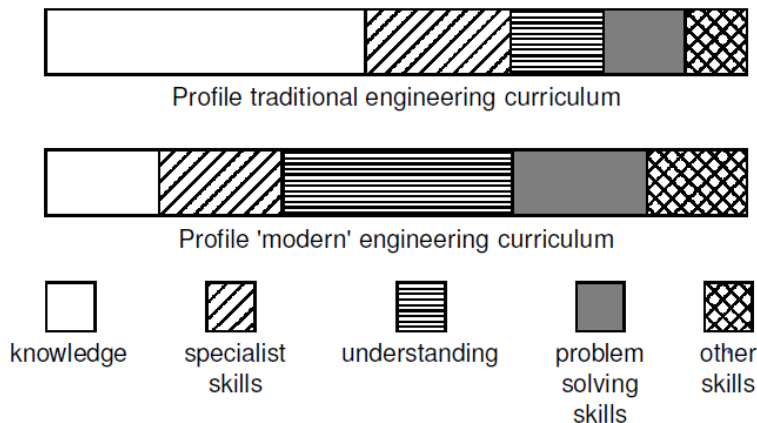 Profile traditional engineering curriculum
Profile 'modern' engineering curriculum
knowledge
specialist
skills
understanding
problem
solving
skills
other
skills